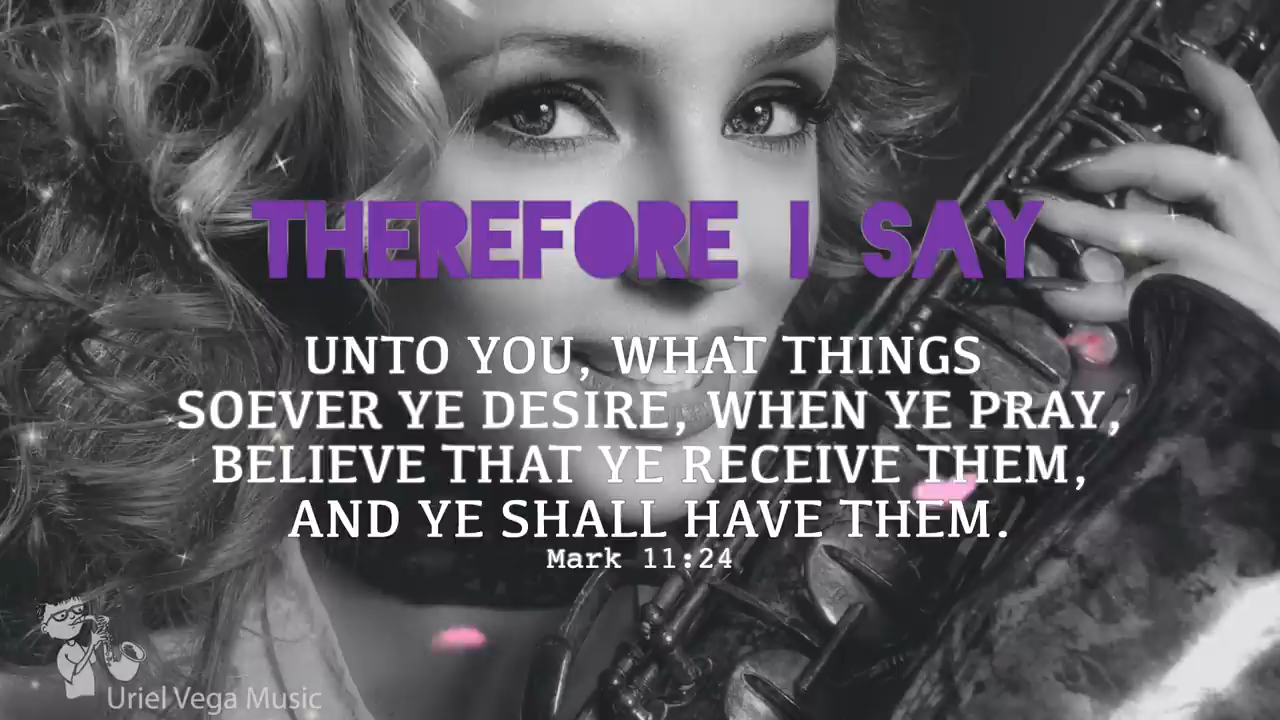 THEREFORE I SAY
UNTO YOU, WHAT THINGS
SOEVER YE DESIRE, WHEN YE PRAY,
BELIEVE THAT YE RECEIVE THEM,
AND YE SHALL HAVE THEM.
Mark 11:24
Uriel Vega Music